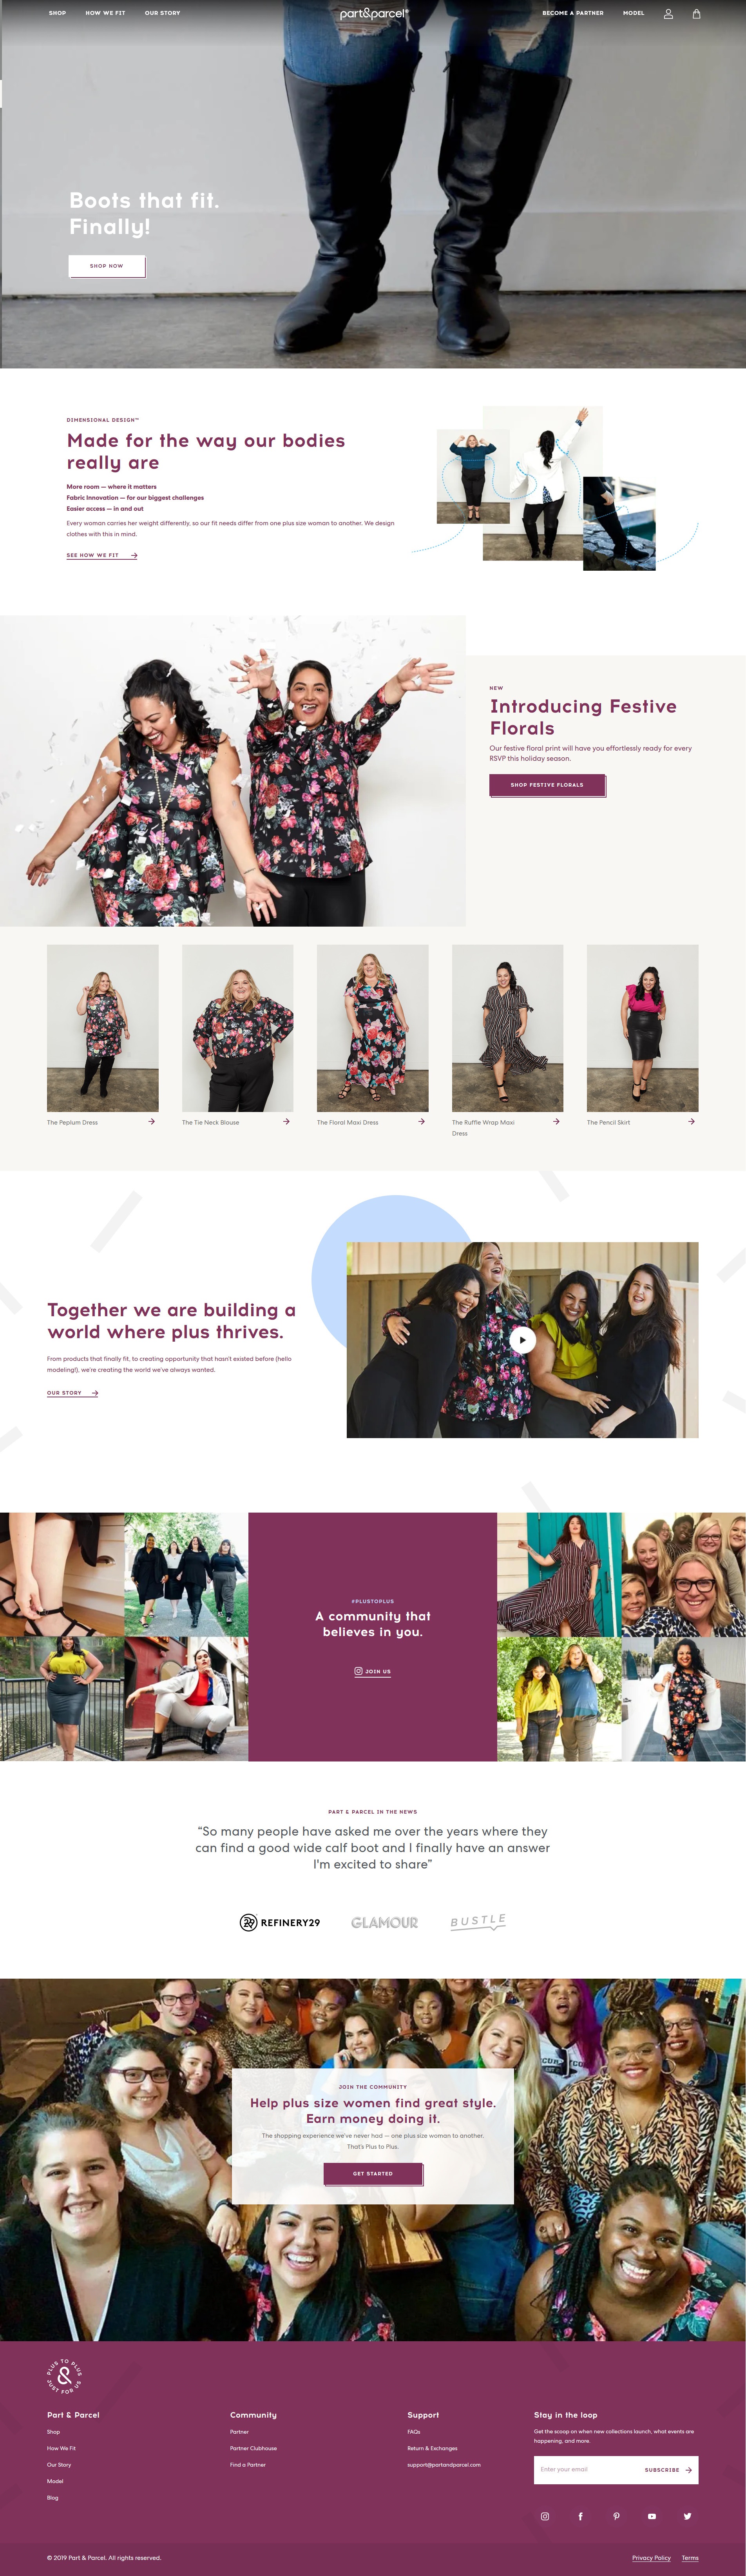 SHOP HOW WE FIT OUR STORY part&parcel® BECOME A PARTNER MODEL
Boots that fit.
Finally!
SHOP NOW
DIMENSIONAL DESIGN™
Made for the way our bodies
really are
More room — where it matters
Fabric Innovation — for our biggest challenges
Easier access — in and out
Every woman carries her weight differently, so our fit needs differ from one plus size woman to another. We design
clothes with this in mind.
SEE HOW WE FIT
NEW
Introducing Festive
Florals
Our festive floral print will have you effortlessly ready for every
RSVP this holiday season.
SHOP FESTIVE FLORALS
The Peplum Dress
The Tie Neck Blouse
The Floral Maxi Dress
The Ruffle Wrap Maxi
Dress
The Pencil Skirt
Together we are building a
world where plus thrives.
From products that finally fit, to creating opportunity that hasn't existed before (hello
modeling!), we're creating the world we've always wanted.
OUR STORY
#PLUSTOPLUS
A community that
believes in you.
JOIN US
PART & PARCEL IN THE NEWS
“So many people have asked me over the years where they
can find a good wide calf boot and I finally have an answer
I'm excited to share”
R29 REFINERY29 GLAMOUR BUSTLE
JOIN THE COMMUNITY
Help plus size women find great style.
Earn money doing it.
The shopping experience we've never had — one plus size woman to another.
That's Plus to Plus.
GET STARTED
PLUS TO PLUS
&
JUST FOR US
Part & Parcel
Shop
How We Fit
Our Story
Model
Blog
Community
Partner
Partner Clubhouse
Find a Partner
Support
FAQs
Return & Exchanges
support@partandparcel.com
Stay in the loop
Get the scoop on when new collections launch, what events are
happening, and more.
Enter your email SUBSCRIBE
© 2019 Part & Parcel. All rights reserved.
Privacy Policy Terms